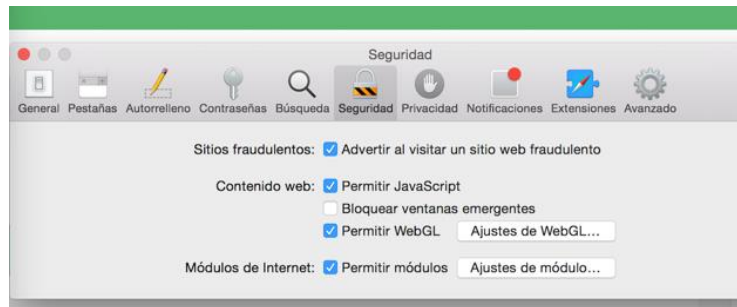 Seguridad
General Pestañas Autorrelleno Contraseñas Búsqueda Seguridad Privacidad Notificaciones Extensiones Avanzado
Sitios fraudulentos: Advertir al visitar un sitio web fraudulento
Contenido web: Permitir JavaScript
Bloquear ventanas emergentes
Permitir WebGL Ajustes de WebGL...
Módulos de Internet: Permitir módulos Ajustes de módulo...